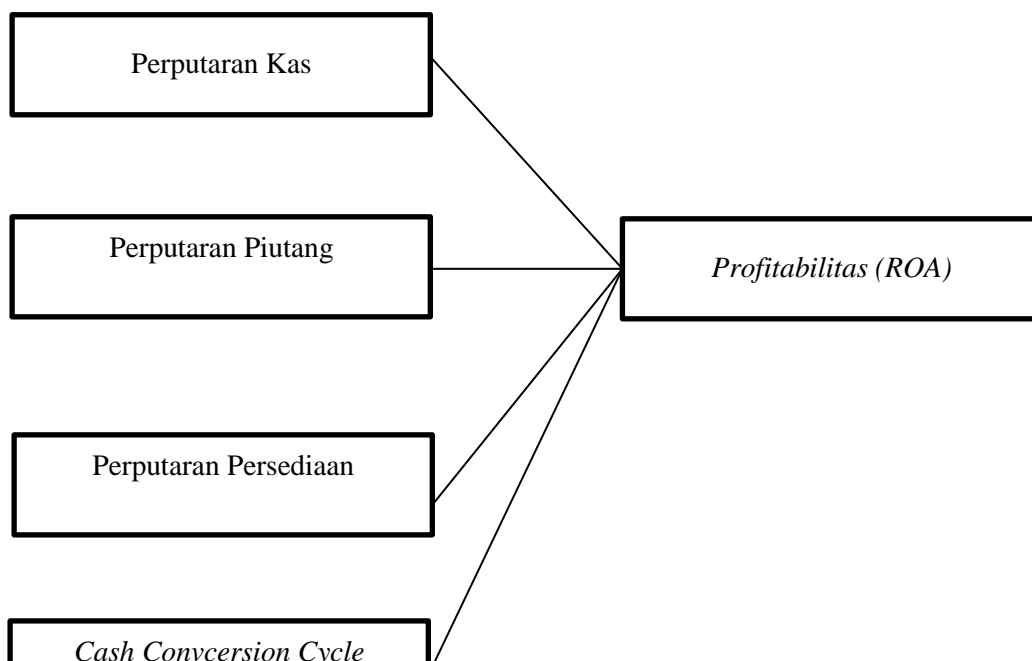 Perputaran Kas
Perputaran Piutang
Profitabilitas (ROA)
Perputaran Persediaan
Cash Convcersion Cycle